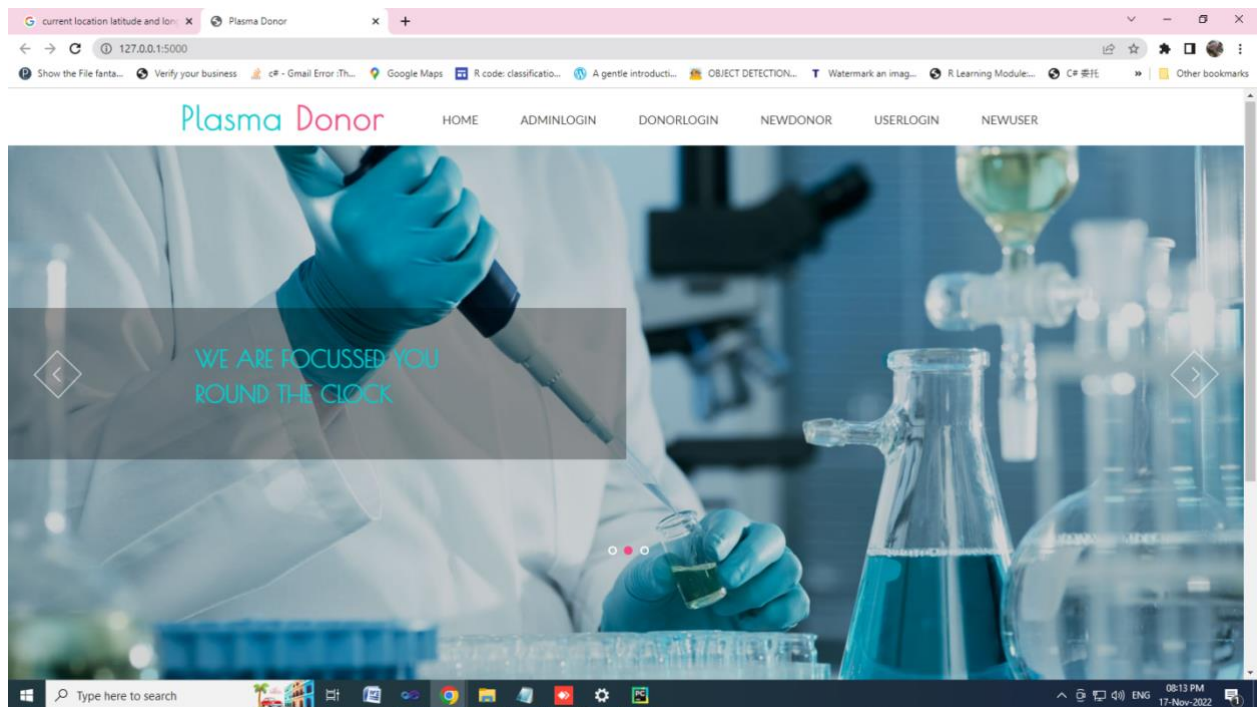 current location latitude and long
Plasma Donor
127.0.0.1:5000
Show the File fanta...
Verify your business
c# - Gmail Error :Th...
Google Maps
R code: classificatio...
A gentle introducti...
OBJECT DETECTION...
Watermark an imag...
R Learning Module:...
C# 委托
Other bookmarks
Plasma Donor
HOME
ADMINLOGIN
DONORLOGIN
NEWDONOR
USERLOGIN
NEWUSER
WE ARE FOCUSSED YOU
ROUND THE CLOCK
Type here to search
ENG
08:13 PM
17-Nov-2022